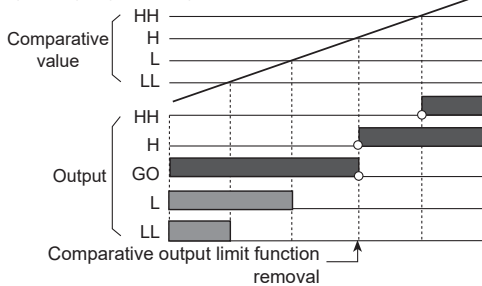 HH
Comparative
value
H
L
LL
HH
H
Output
GO
L
LL
Comparative output limit function
removal